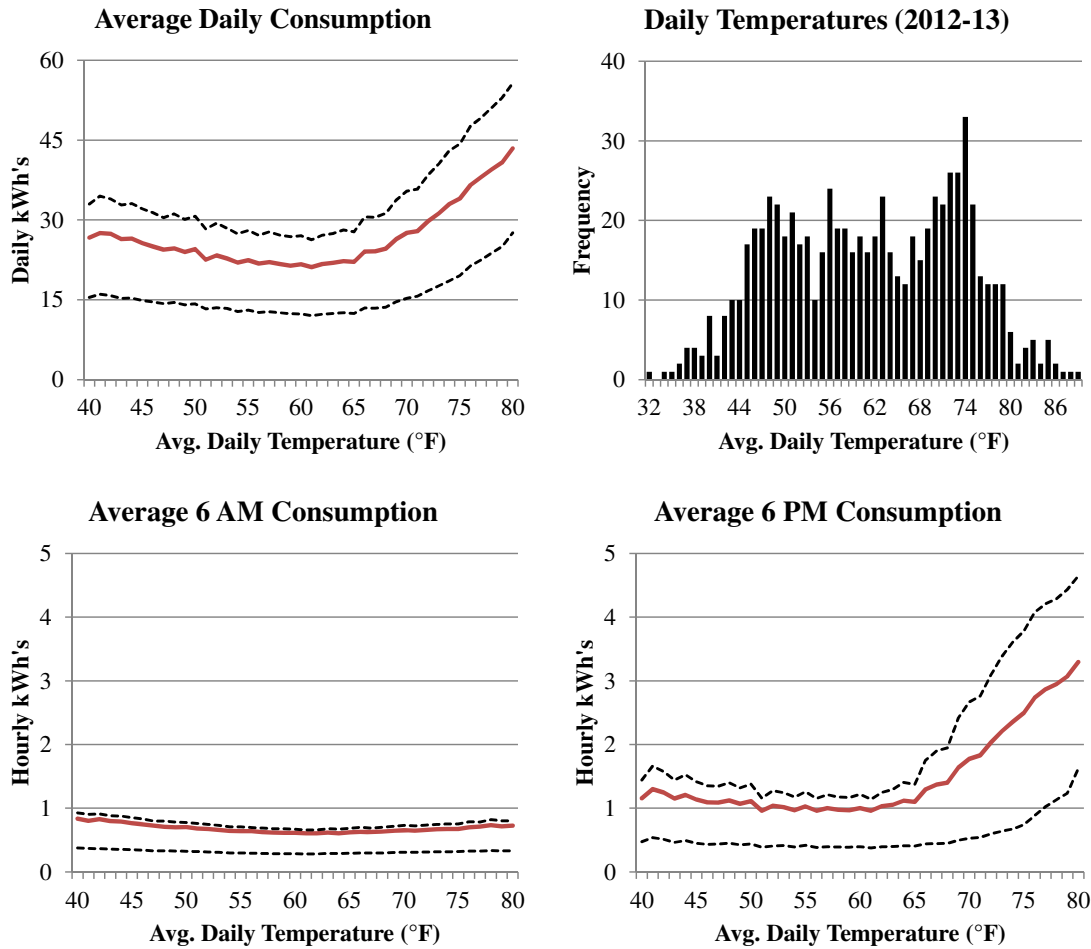 Average Daily Consumption
60
45
30
15
0
Daily kWh's
40 45 50 55 60 65 70 75 80
Avg. Daily Temperature (°F)
Daily Temperatures (2012-13)
40
30
20
10
0
Frequency
32 38 44 50 56 62 68 74 80 86
Avg. Daily Temperature (°F)
Average 6 AM Consumption
5
4
3
2
1
0
Hourly kWh's
40 45 50 55 60 65 70 75 80
Avg. Daily Temperature (°F)
Average 6 PM Consumption
5
4
3
2
1
0
Hourly kWh's
40 45 50 55 60 65 70 75 80
Avg. Daily Temperature (°F)